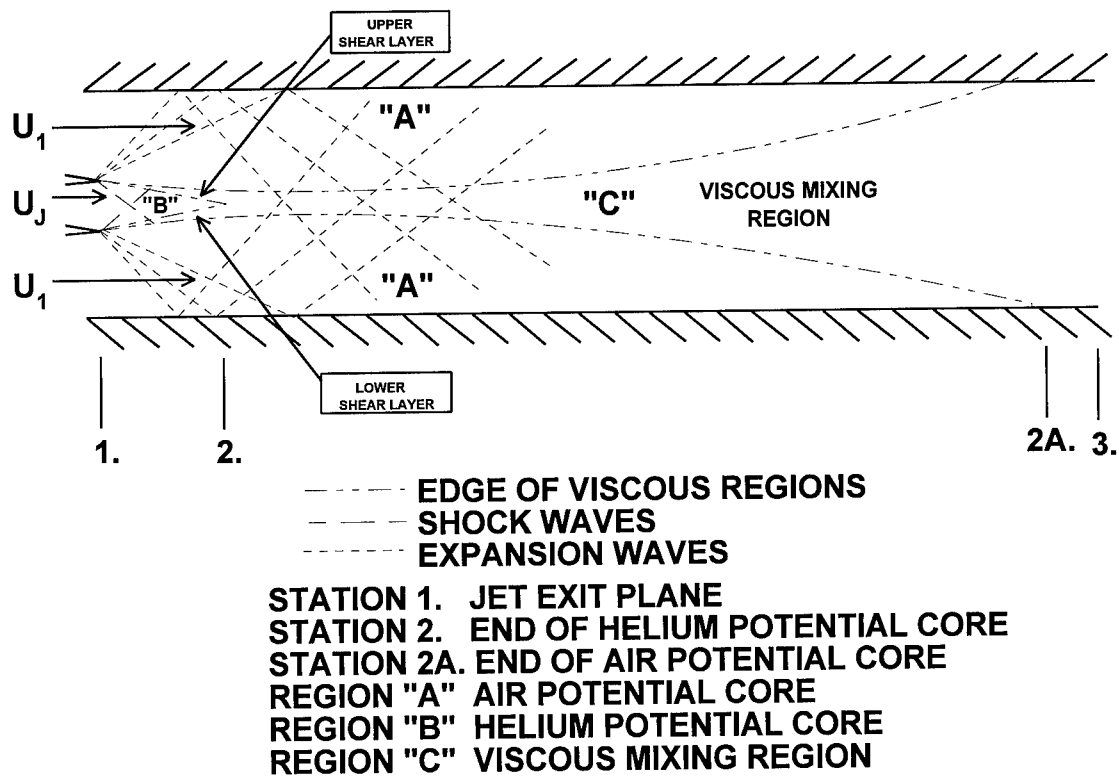 UPPER
SHEAR LAYER
"A"
U1
UJ
"B"
"C"
VISCOUS MIXING
REGION
U1
"A"
LOWER
SHEAR LAYER
1.
2.
2A.
3.
EDGE OF VISCOUS REGIONS
SHOCK WAVES
EXPANSION WAVES
STATION 1. JET EXIT PLANE
STATION 2. END OF HELIUM POTENTIAL CORE
STATION 2A. END OF AIR POTENTIAL CORE
REGION "A" AIR POTENTIAL CORE
REGION "B" HELIUM POTENTIAL CORE
REGION "C" VISCOUS MIXING REGION